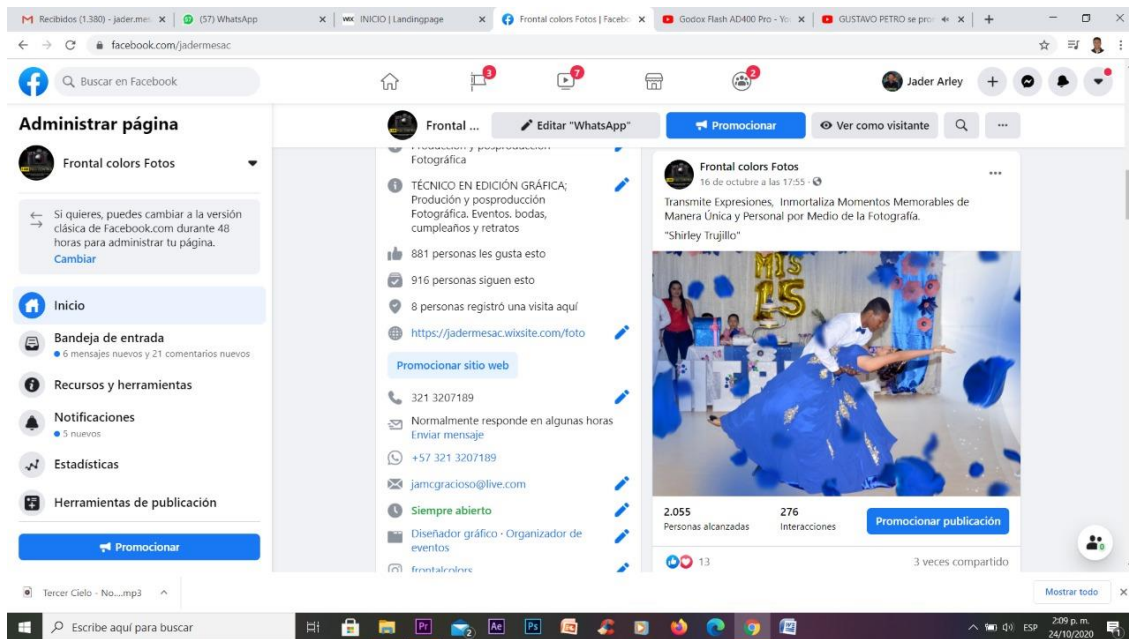 Recibidos (1.380) - jader.mes
(57) WhatsApp
INICIO | Landingpage
Frontal colors Fotos | Facebo
Godox Flash AD400 Pro - Yo
GUSTAVO PETRO se pro
facebook.com/jadermesac
Buscar en Facebook
3
7
2
Jader Arley
Administrar página
Frontal colors Fotos
Si quieres, puedes cambiar a la versión
clásica de Facebook.com durante 48
horas para administrar tu página.
Cambiar
Inicio
Bandeja de entrada
6 mensajes nuevos y 21 comentarios nuevos
Recursos y herramientas
Notificaciones
5 nuevos
Estadísticas
Herramientas de publicación
Promocionar
Frontal ...
Editar "WhatsApp"
Promocionar
Ver como visitante
Producción y posproducción
Fotográfica
TÉCNICO EN EDICIÓN GRÁFICA;
Produción y posproducción
Fotográfica. Eventos. bodas,
cumpleaños y retratos
881 personas les gusta esto
916 personas siguen esto
8 personas registró una visita aquí
https://jadermesac.wixsite.com/foto
Promocionar sitio web
321 3207189
Normalmente responde en algunas horas
Enviar mensaje
+57 321 3207189
jamcgracioso@live.com
Siempre abierto
Diseñador gráfico · Organizador de
eventos
frontalcolors
Frontal colors Fotos
16 de octubre a las 17:55 ·
Transmite Expresiones, Inmortaliza Momentos Memorables de
Manera Única y Personal por Medio de la Fotografía.
"Shirley Trujillo"
MIS
15
2.055
Personas alcanzadas
276
Interacciones
Promocionar publicación
13
3 veces compartido
Tercer Cielo - No....mp3
Mostrar todo
Escribe aquí para buscar
ESP
2:09 p. m.
24/10/2020